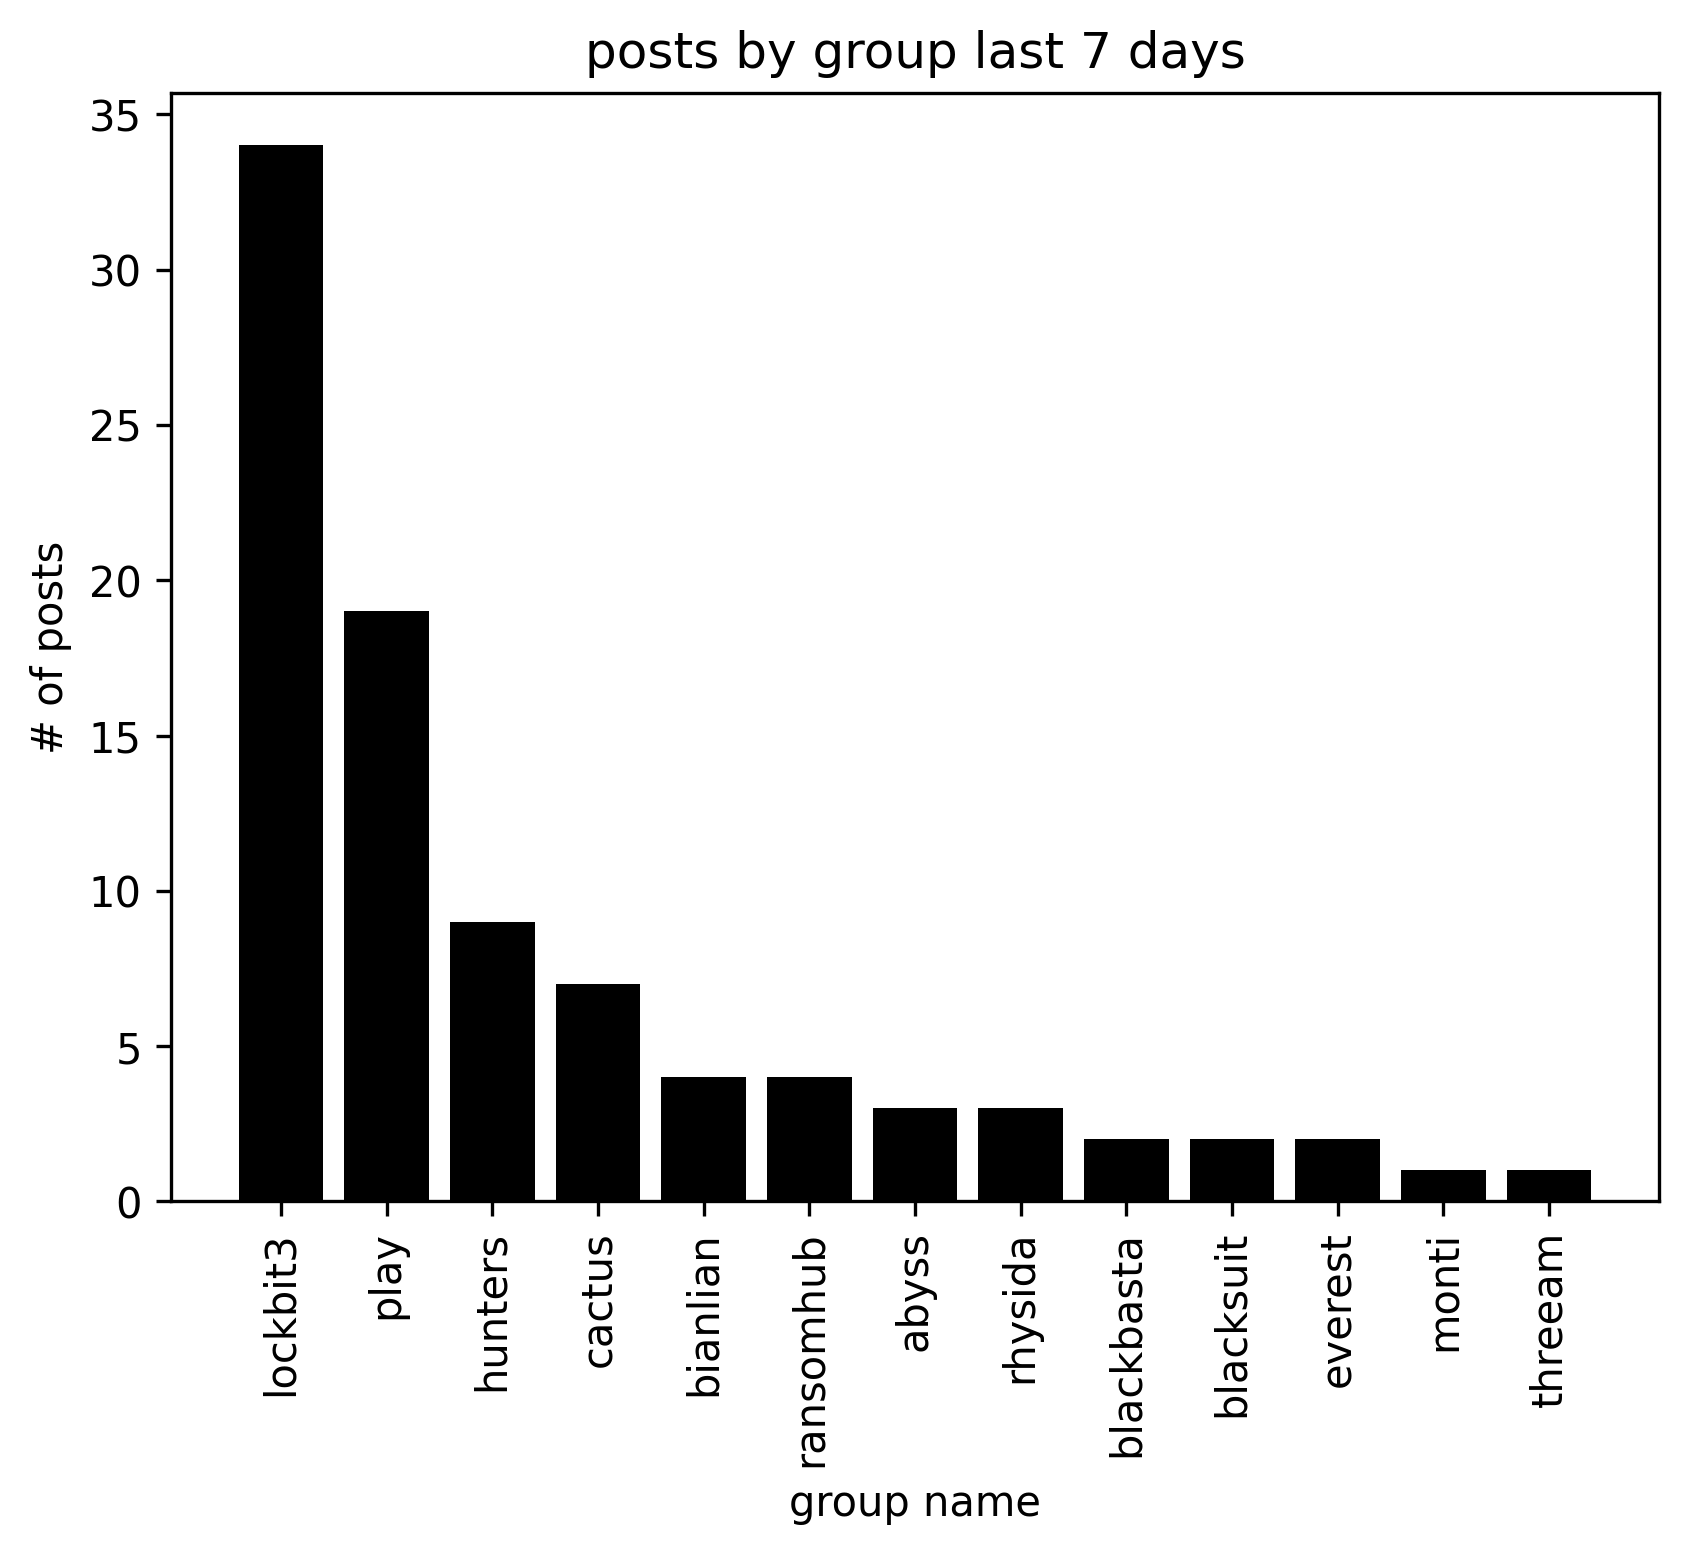 posts by group last 7 days
35
30
25
20
15
10
5
0
# of posts
lockbit3
play
hunters
cactus
bianlian
ransomhub
abyss
rhysida
blackbasta
blacksuit
everest
monti
threeam
group name